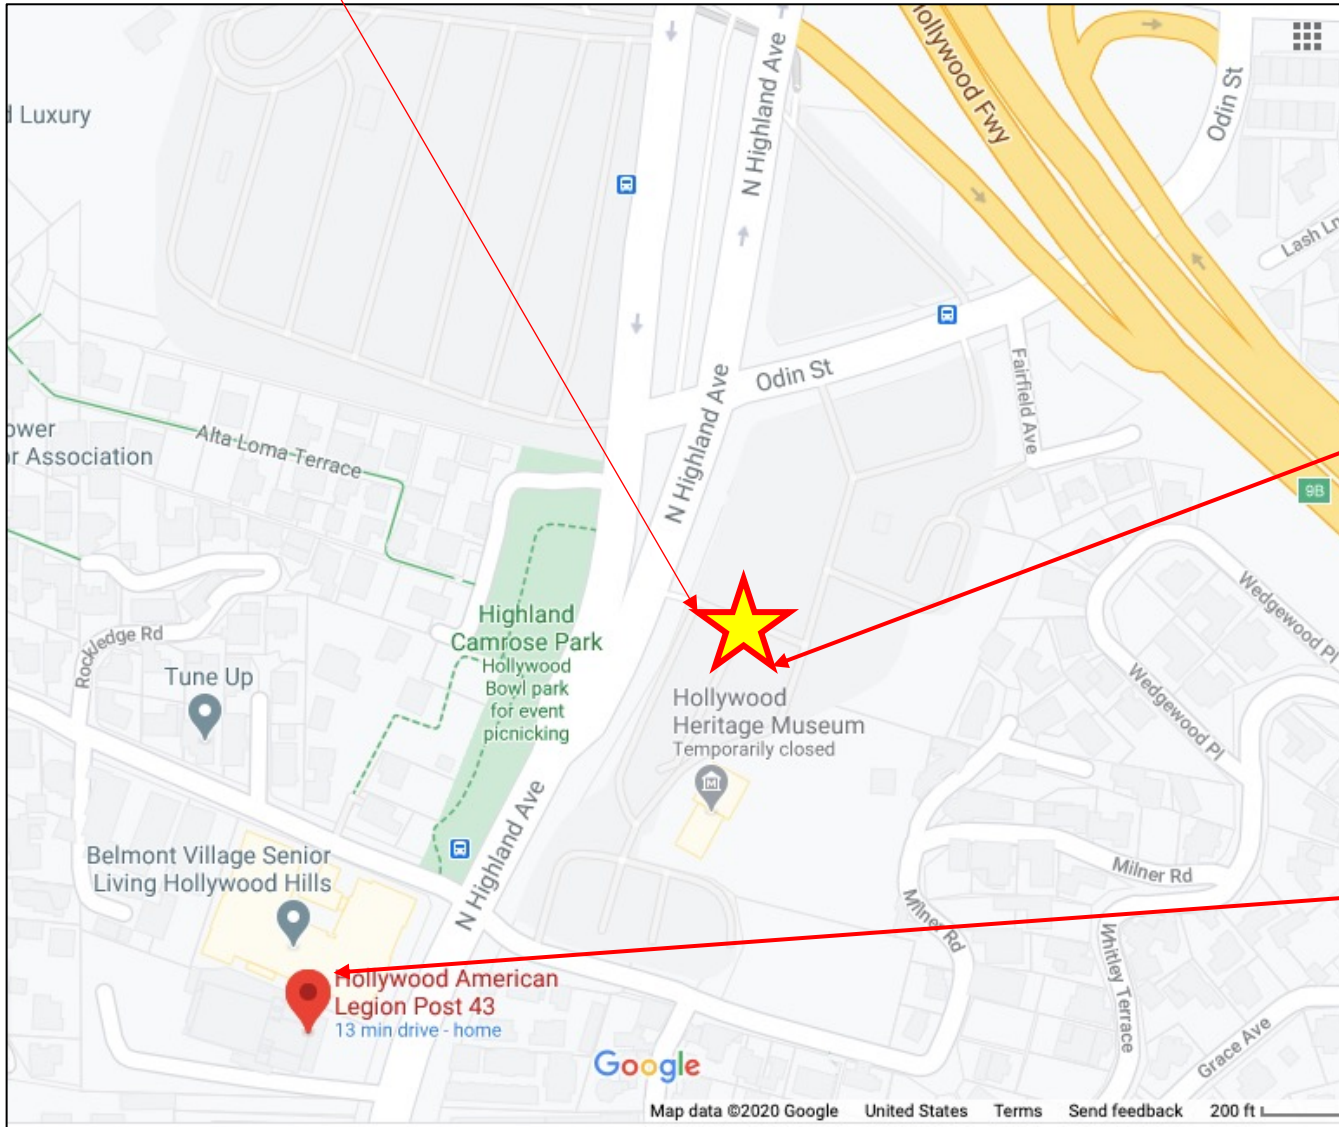 N Highland Ave
Hollywood Fwy
Odin St
Luxury
Lash Ln
N Highland Ave
Odin St
Fairfield Ave
Alta Loma Terrace
Association
9B
Highland
Camrose Park
Hollywood
Bowl park
for event
picnicking
Rockledge Rd
Tune Up
Wedgewood Pl
Wedgewood Pl
Hollywood
Heritage Museum
Temporarily closed
M
N Highland Ave
Belmont Village Senior
Living Hollywood Hills
Milner Rd
Milner Rd
Whitley Terrace
Hollywood American
Legion Post 43
13 min drive - home
Grace Ave
Google
Map data ©2020 Google United States Terms Send feedback 200 ft